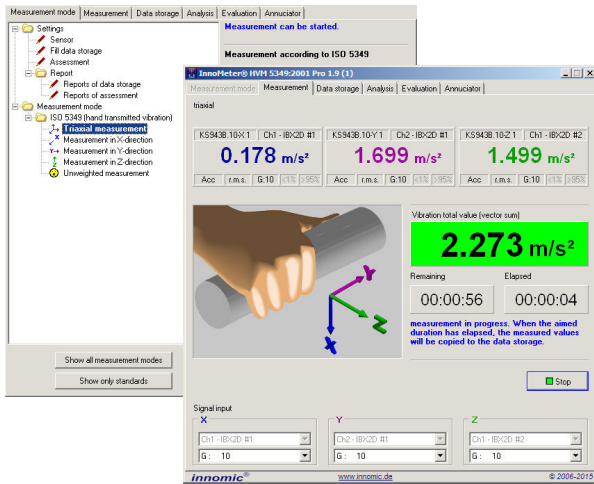 Measurement mode Measurement Data storage Analysis Evaluation Annuciator
Measurement can be started.
Measurement according to ISO 5349
Settings
Sensor
Fill data storage
Assessment
Report
Reports of data storage
Reports of assessment
Measurement mode
ISO 5349 (hand transmitted vibration)
Triaxial measurement
Measurement in X-direction
Measurement in Y-direction
Measurement in Z-direction
Unweighted measurement
Show all measurement modes
Show only standards
InnoMeter® HVM 5349:2001 Pro 1.9 (1)
Measurement mode Measurement Data storage Analysis Evaluation Annuciator
triaxial
KS943B.10-X 1 Ch1 - IBX2D #1 KS943B.10-Y 1 Ch2 - IBX2D #1 KS943B.10-Z 1 Ch1 - IBX2D #2
0.178 m/s² 1.699 m/s² 1.499 m/s²
Acc r.m.s. G:10 <1% >95% Acc r.m.s. G:10 <1% >95% Acc r.m.s. G:10 <1% >95%
Vibration total value (vector sum)
2.273 m/s²
Remaining Elapsed
00:00:56 00:00:04
measurement in progress. When the aimed
duration has elapsed, the measured values
will be copied to the data storage.
Y
Z
X
Stop
Signal input
X Y Z
Ch1 - IBX2D #1 Ch2 - IBX2D #1 Ch1 - IBX2D #2
G: 10 G: 10 G: 10
innomic® www.innomic.de © 2006-2015